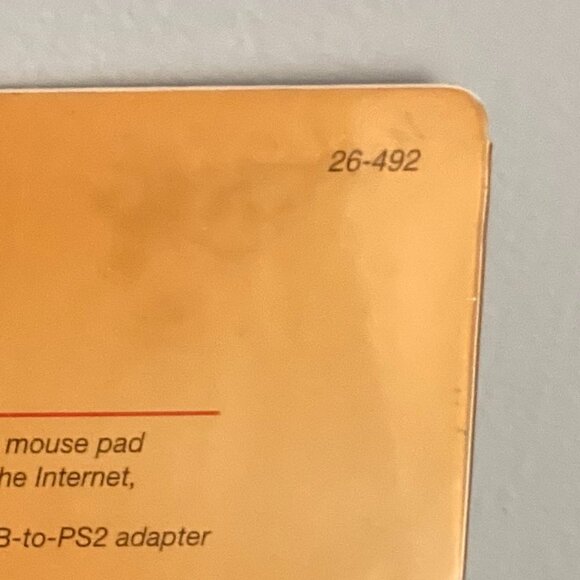 26-492
mouse pad
he Internet,
B-to-PS2 adapter